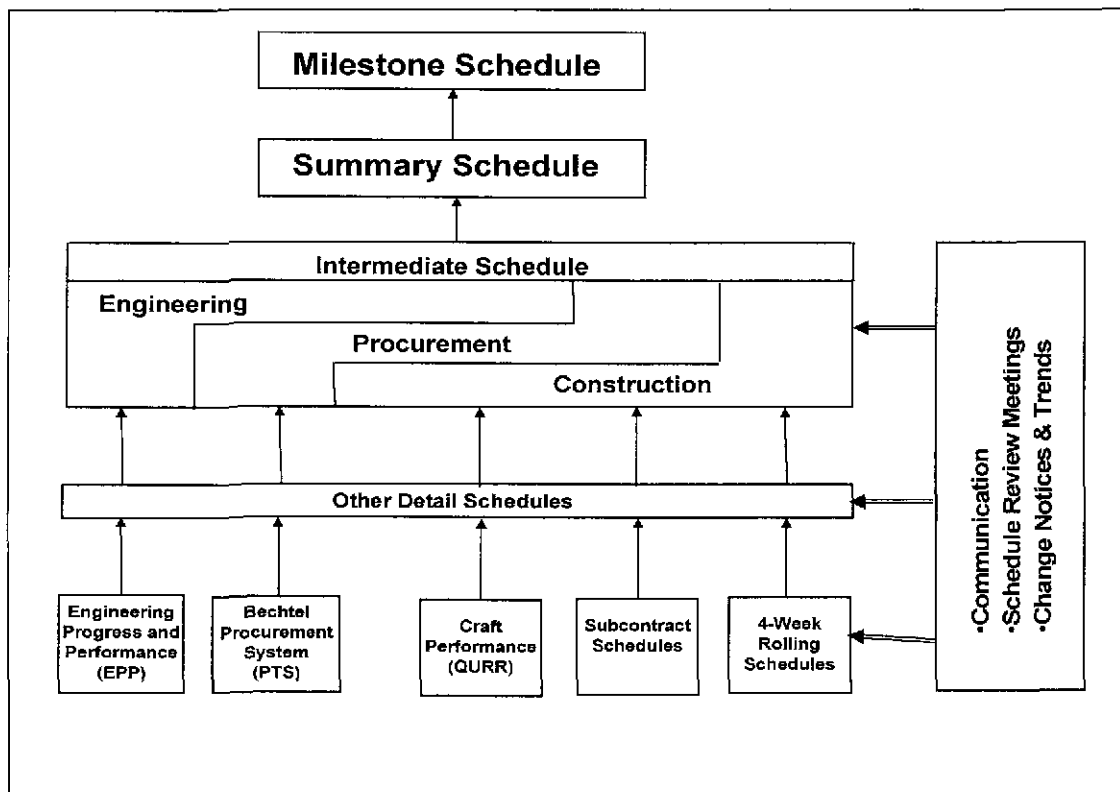 Milestone Schedule
Summary Schedule
Intermediate Schedule
Engineering
Procurement
Construction
Other Detail Schedules
Engineering
Progress and
Performance
(EPP)
Bechtel
Procurement
System
(PTS)
Craft
Performance
(QURR)
Subcontract
Schedules
4-Week
Rolling
Schedules
•Communication
•Schedule Review Meetings
•Change Notices & Trends